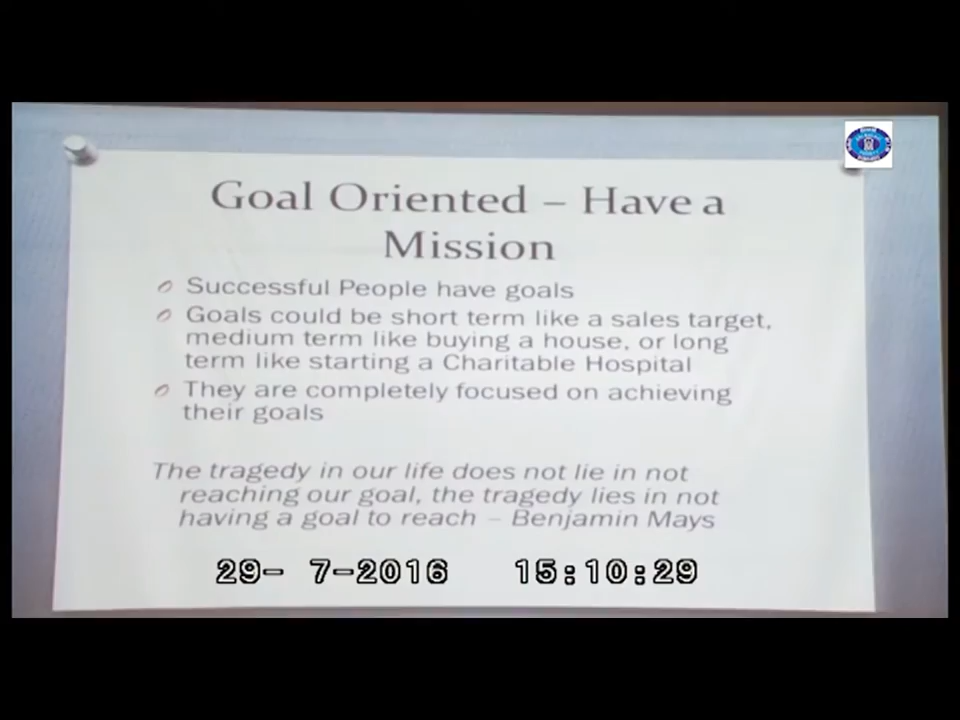 Goal Oriented – Have a
Mission
Successful People have goals
Goals could be short term like a sales target,
medium term like buying a house, or long
term like starting a Charitable Hospital
They are completely focused on achieving
their goals
The tragedy in our life does not lie in not
reaching our goal, the tragedy lies in not
having a goal to reach – Benjamin Mays
29- 7-2016 15:10:29